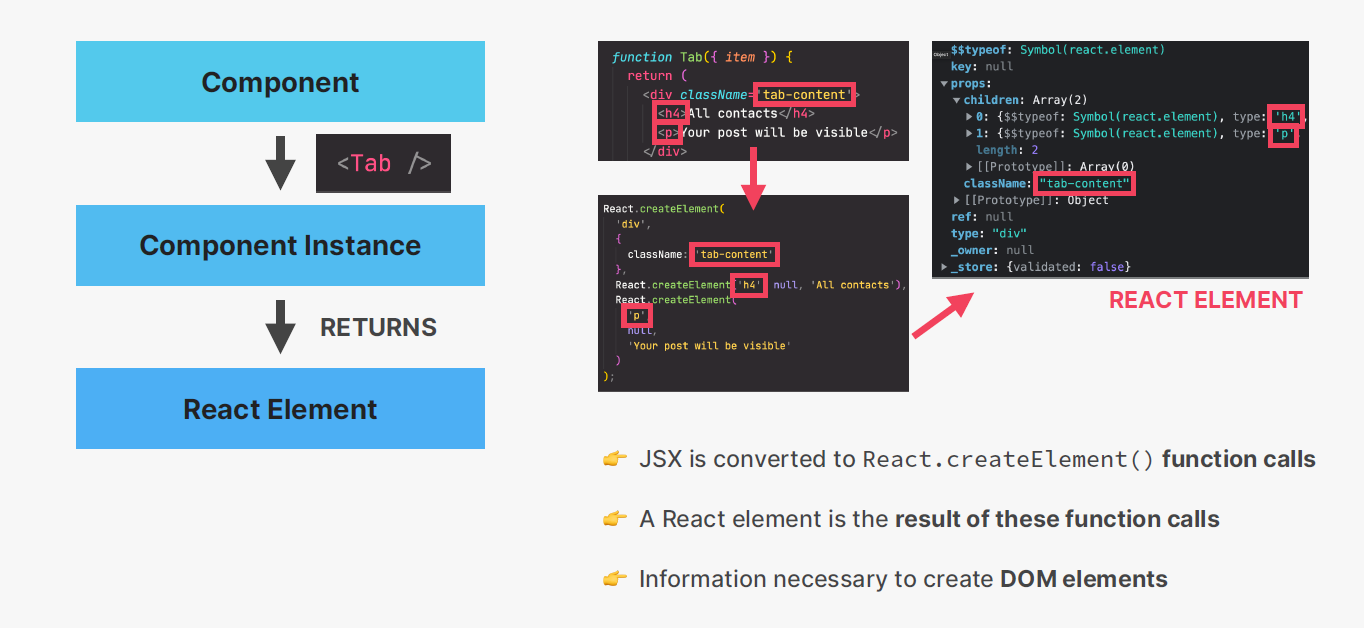 Component
<Tab />
Component Instance
RETURNS
React Element
function Tab({ item }) {
return (
<div className='tab-content'>
<h4>All contacts</h4>
<p>Your post will be visible</p>
</div>
React.createElement(
'div',
{
className: 'tab-content'
},
React.createElement('h4', null, 'All contacts'),
React.createElement(
'p'
null,
'Your post will be visible'
)
);
Object
$$typeof: Symbol(react.element)
key: null
props:
children: Array(2)
0: {$$typeof: Symbol(react.element), type: 'h4',
1: {$$typeof: Symbol(react.element), type: 'p'
length: 2
[[Prototype]]: Array(0)
className: "tab-content"
[[Prototype]]: Object
ref: null
type: "div"
_owner: null
_store: {validated: false}
REACT ELEMENT
👉 JSX is converted to React.createElement() function calls
👉 A React element is the result of these function calls
👉 Information necessary to create DOM elements